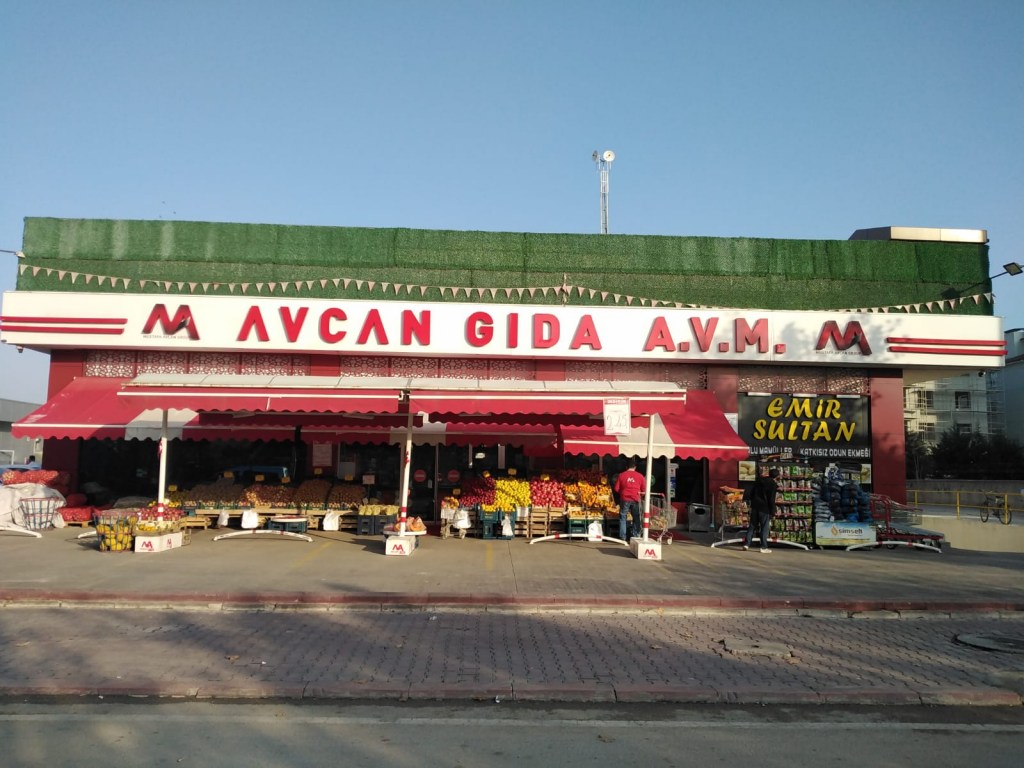 AVCAN GIDA A.V.M.
EMİR
SULTAN
KATKISIZ ODUN EKMEĞİ